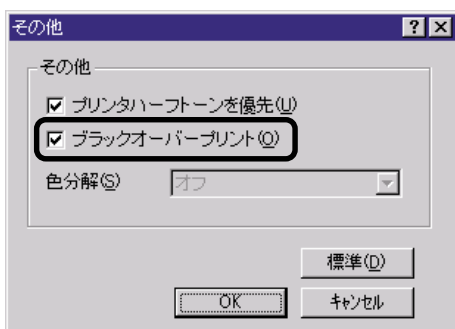 その他
その他
プリンタハーフトーンを優先(U)
ブラックオーバープリント(O)
色分解(S) オフ
標準(D)
OK キャンセル